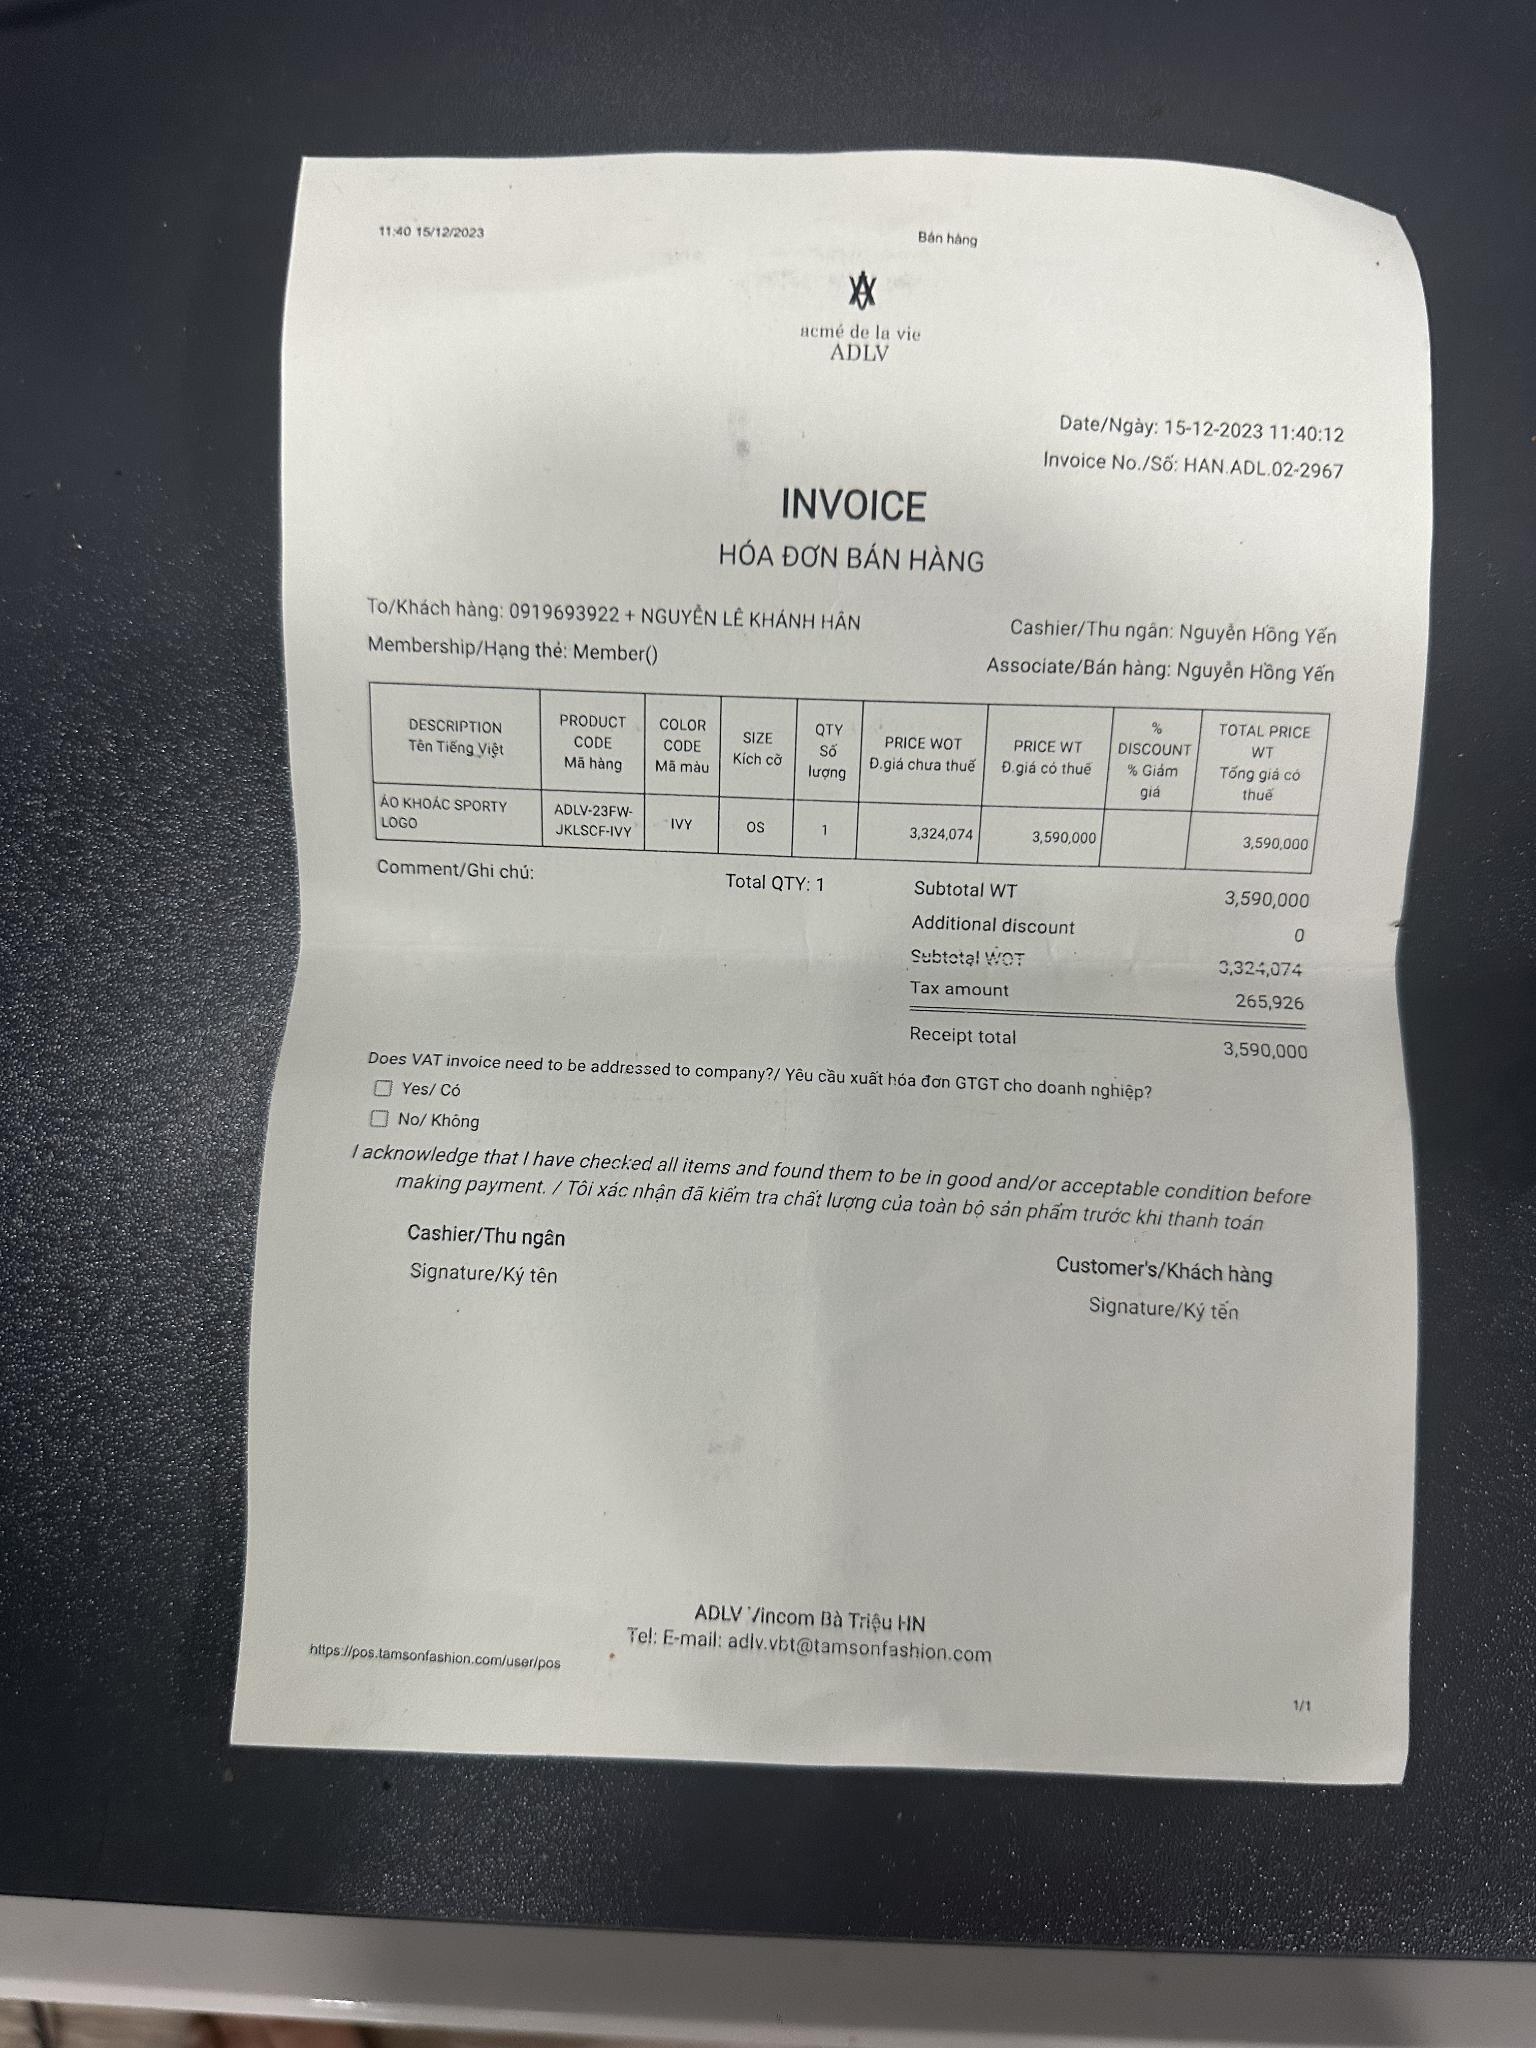 11:40 15/12/2023
Bán hàng
acmé de la vie
ADLV
Date/Ngày: 15-12-2023 11:40:12
Invoice No./Số: HAN.ADL.02-2967
INVOICE
HÓA ĐƠN BÁN HÀNG
To/Khách hàng: 0919693922 + NGUYỄN LÊ KHÁNH HÂN
Cashier/Thu ngân: Nguyễn Hồng Yến
Membership/Hạng thẻ: Member()
Associate/Bán hàng: Nguyễn Hồng Yến
DESCRIPTION
Tên Tiếng Việt
PRODUCT
CODE
Mã hàng
COLOR
CODE
Mã màu
SIZE
Kích cỡ
QTY
Số
lượng
PRICE WOT
Đ.giá chưa thuế
PRICE WT
Đ.giá có thuế
%
DISCOUNT
% Giảm
giá
TOTAL PRICE
WT
Tổng giá có
thuế
ÁO KHOÁC SPORTY
LOGO
ADLV-23FW-
JKLSCF-IVY
IVY
OS
1
3,324,074
3,590,000
3,590,000
Comment/Ghi chú:
Total QTY: 1
Subtotal WT 3,590,000
Additional discount 0
Subtotal WOT 3,324,074
Tax amount 265,926
Receipt total 3,590,000
Does VAT invoice need to be addressed to company?/ Yêu cầu xuất hóa đơn GTGT cho doanh nghiệp?
Yes/ Có
No/ Không
I acknowledge that I have checked all items and found them to be in good and/or acceptable condition before
making payment. / Tôi xác nhận đã kiểm tra chất lượng của toàn bộ sản phẩm trước khi thanh toán
Cashier/Thu ngân
Signature/Ký tên
Customer's/Khách hàng
Signature/Ký tên
ADLV Vincom Bà Triệu HN
Tel: E-mail: adlv.vbt@tamsonfashion.com
https://pos.tamsonfashion.com/user/pos
1/1